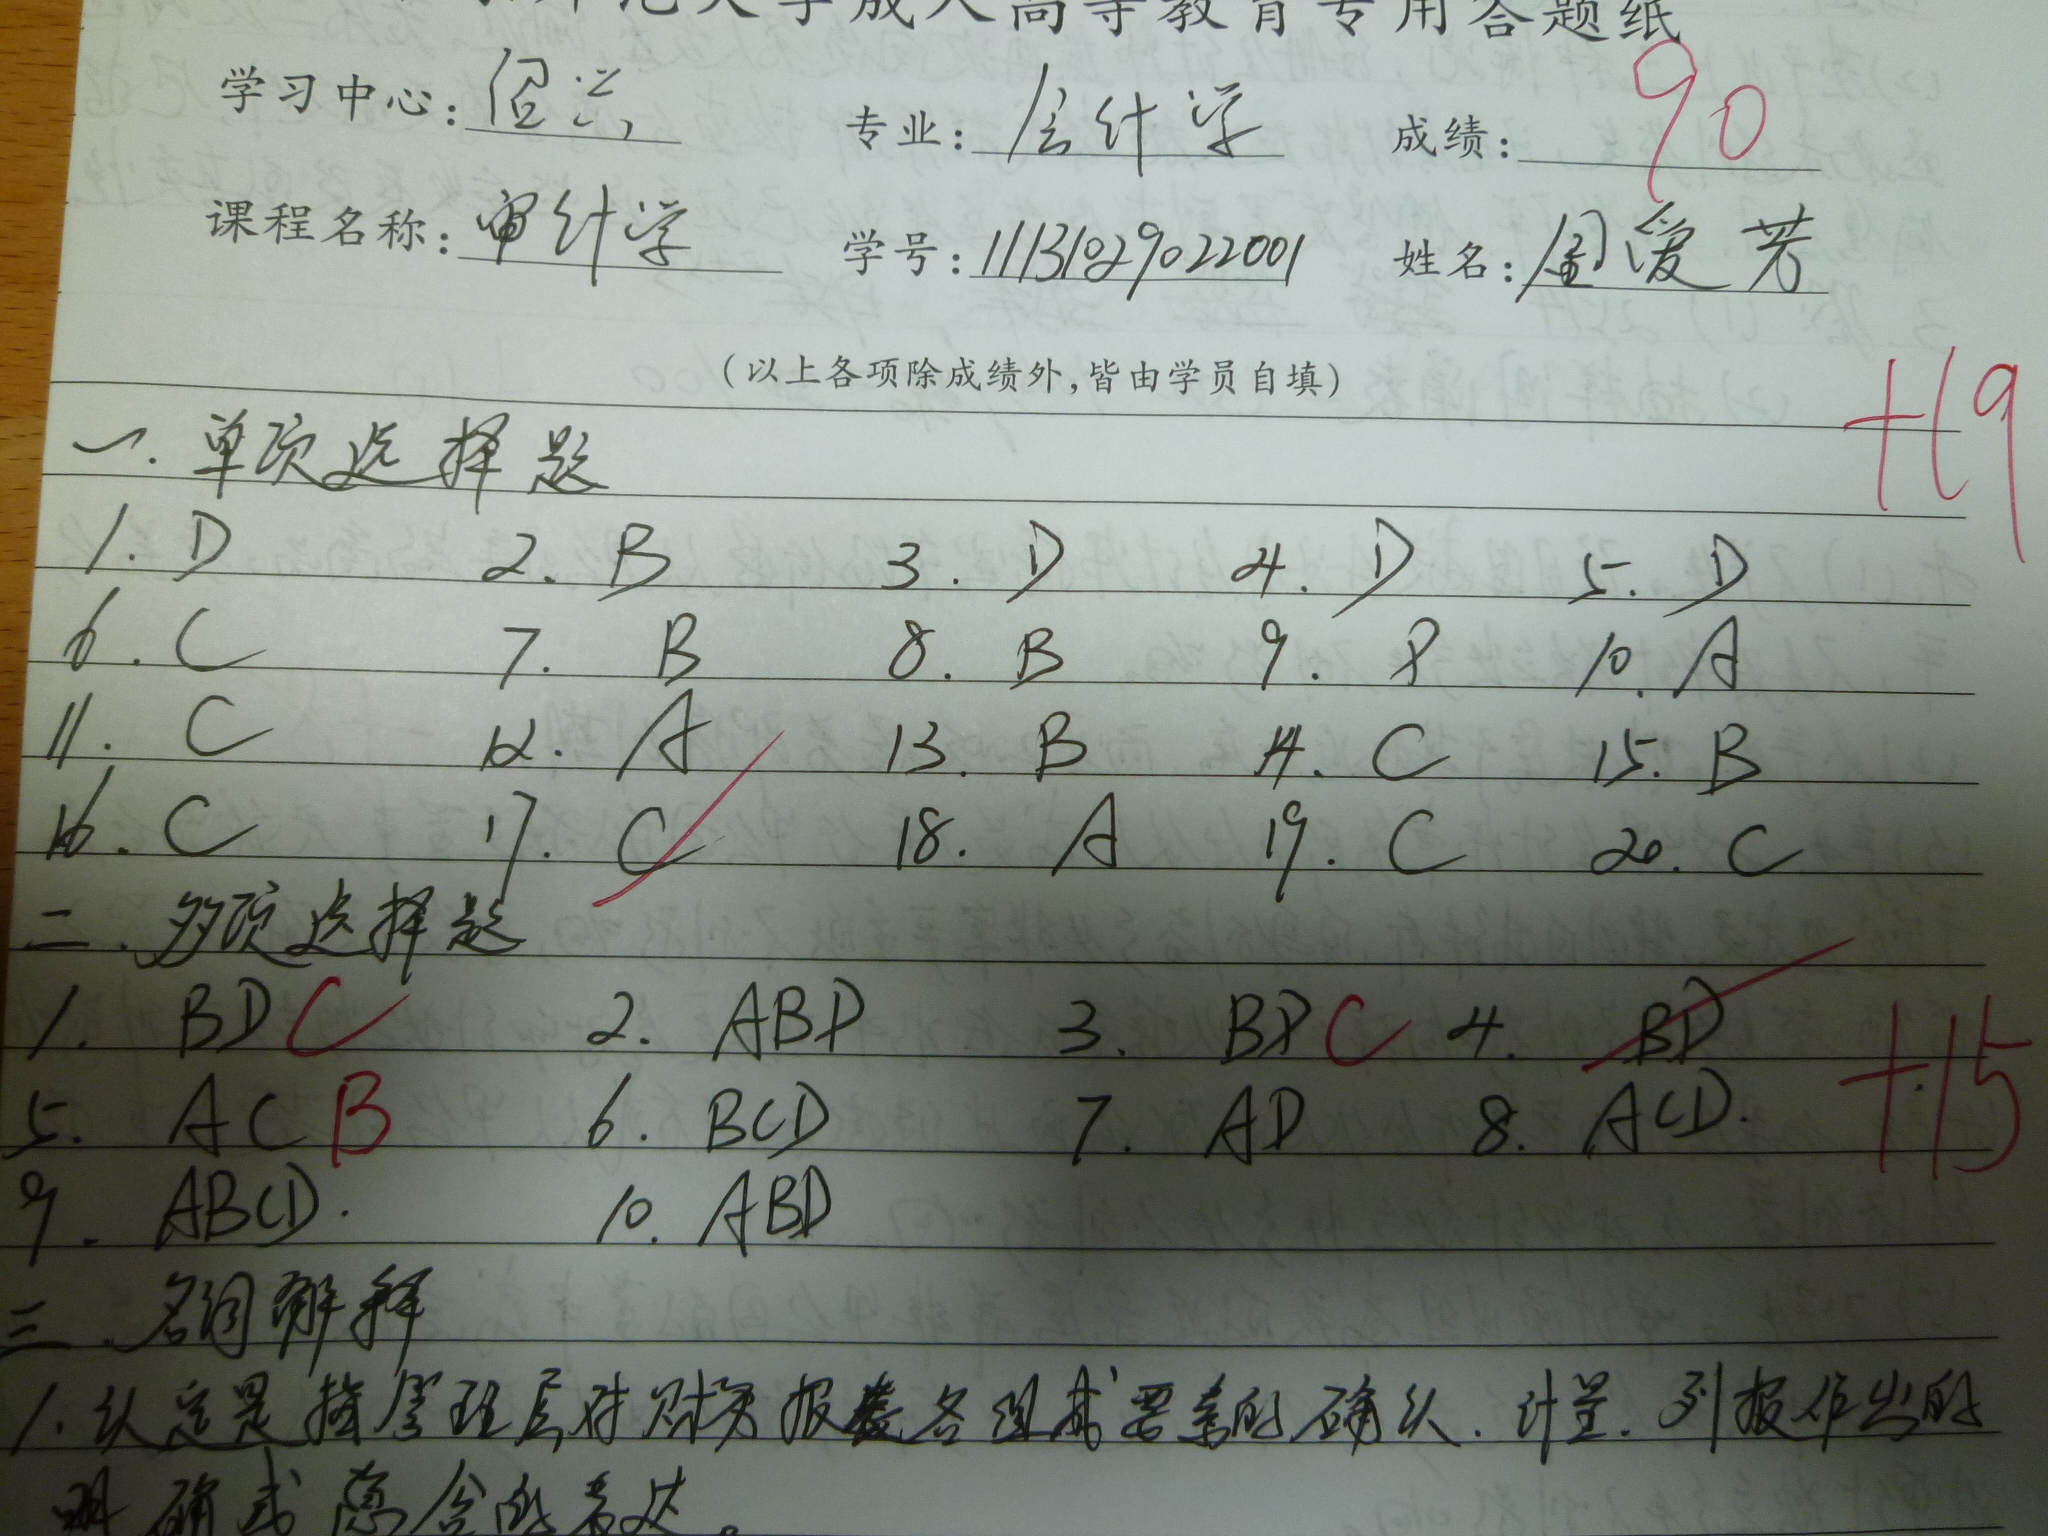 师范大学成人高等教育专用答题纸
学习中心: 专业: 会计学 成绩: 90
课程名称: 审计学 学号: 11131029022001 姓名: 周爱芳
(以上各项除成绩外,皆由学员自填)
+19
一. 单项选择题
1. D 2. B 3. D 4. D 5. D
6. C 7. B 8. B 9. D 10. A
11. C 12. A 13. B 14. C 15. B
16. C 17. C 18. A 19. C 20. C
二. 多项选择题
1. BD C 2. ABD 3. BD C 4. BD
+15
5. AC B 6. BCD 7. AD 8. ACD.
9. ABCD. 10. ABD
三. 名词解释
1. 认定是指管理层对财务报表各组成要素的确认. 计量. 列报作出的
明确或隐含的表达。